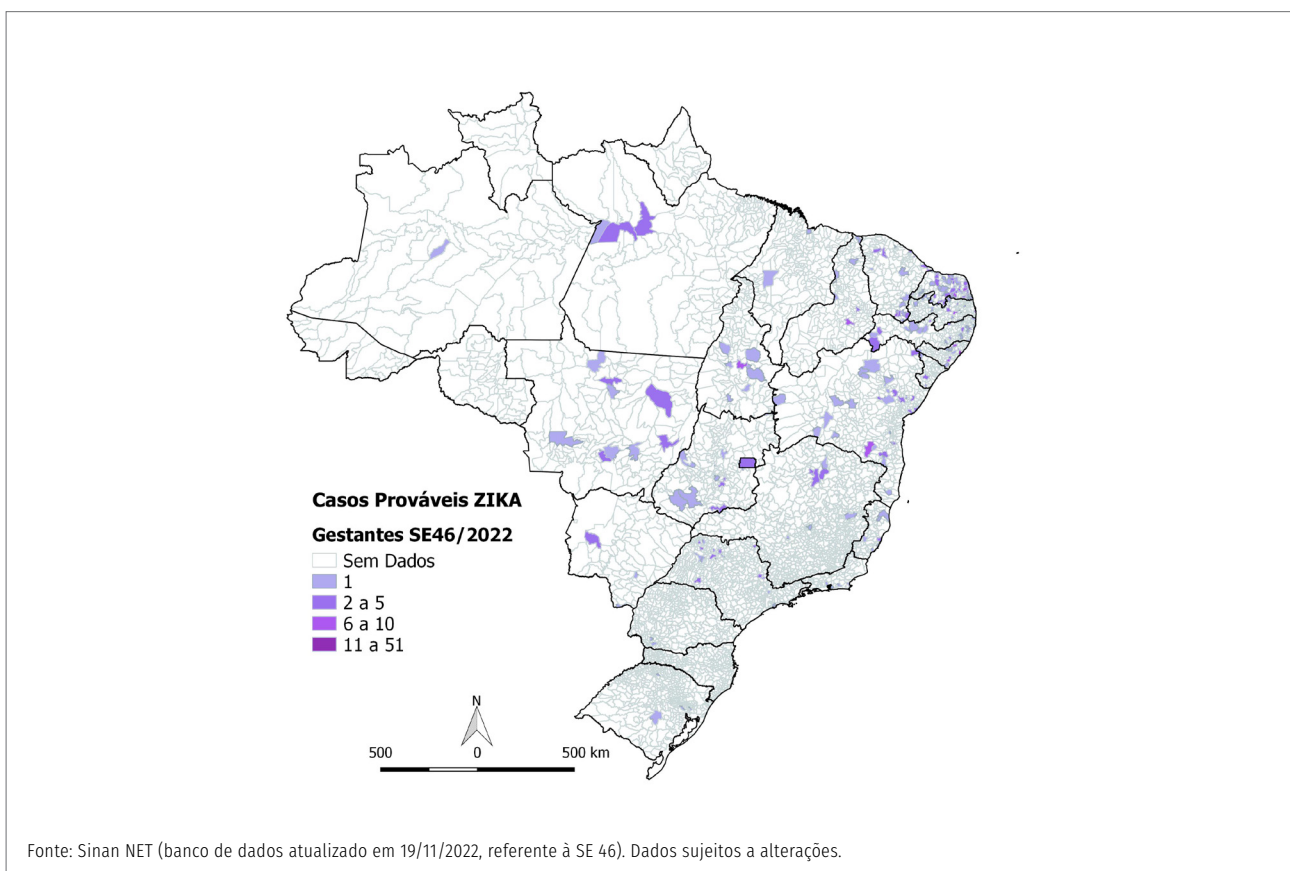 Casos Prováveis ZIKA
Gestantes SE46/2022
Sem Dados
1
2 a 5
6 a 10
11 a 51
N
500 0 500 km
Fonte: Sinan NET (banco de dados atualizado em 19/11/2022, referente à SE 46). Dados sujeitos a alterações.